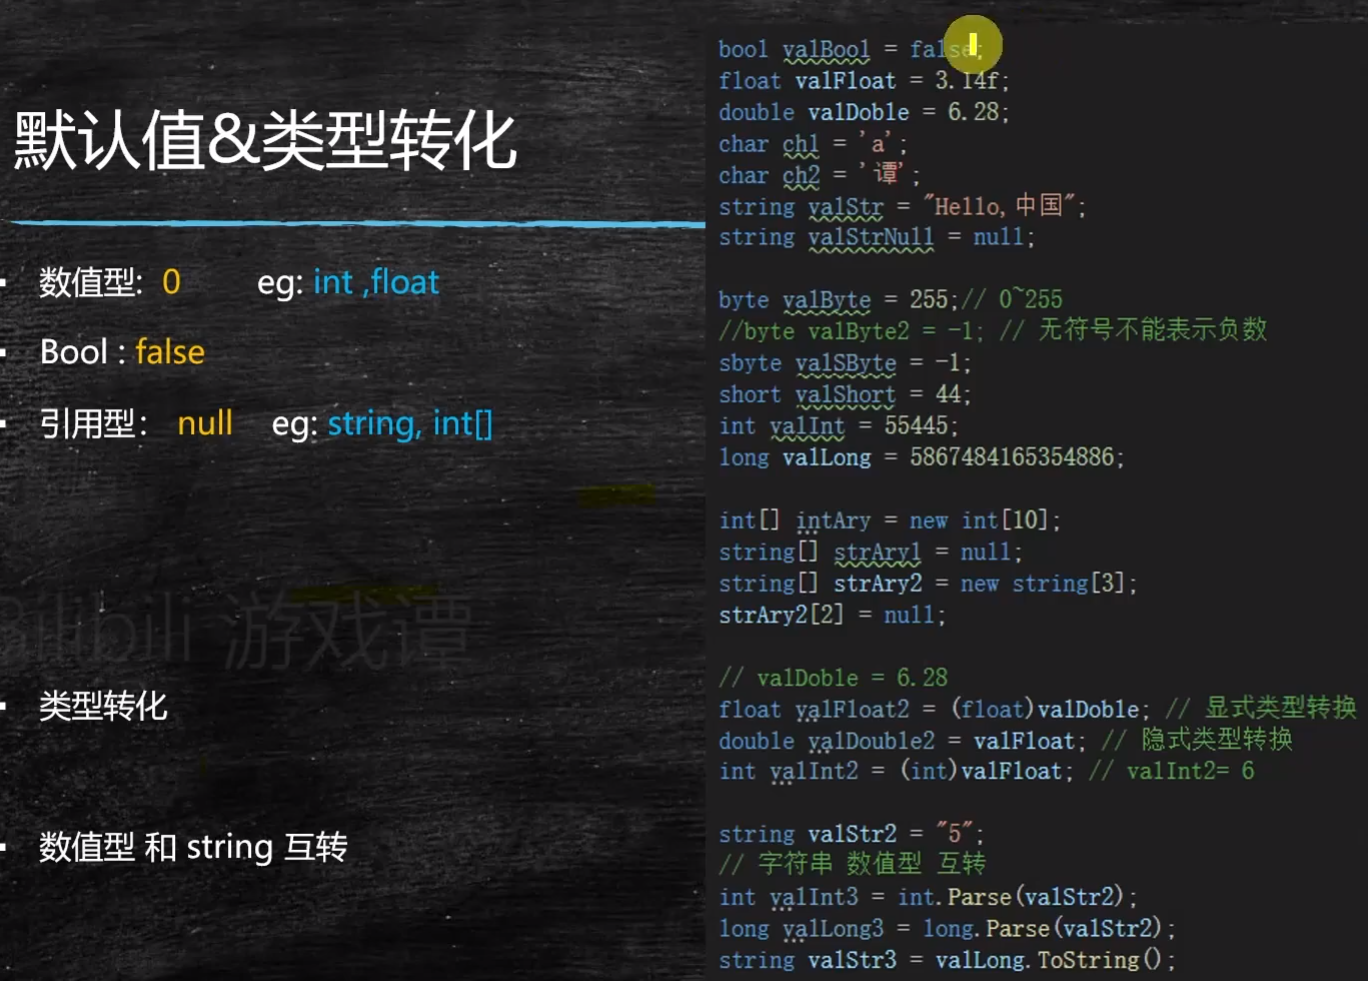 默认值&类型转化
数值型: 0 eg: int ,float
Bool : false
引用型: null eg: string, int[]
Bilibili 游戏谭
类型转化
数值型 和 string 互转
bool valBool = false;
float valFloat = 3.14f;
double valDoble = 6.28;
char ch1 = 'a';
char ch2 = '谭';
string valStr = "Hello,中国";
string valStrNull = null;
byte valByte = 255;// 0~255
//byte valByte2 = -1; // 无符号不能表示负数
sbyte valSByte = -1;
short valShort = 44;
int valInt = 55445;
long valLong = 5867484165354886;
int[] intAry = new int[10];
string[] strAry1 = null;
string[] strAry2 = new string[3];
strAry2[2] = null;
// valDoble = 6.28
float valFloat2 = (float)valDoble; // 显式类型转换
double valDouble2 = valFloat; // 隐式类型转换
int valInt2 = (int)valFloat; // valInt2= 6
string valStr2 = "5";
// 字符串 数值型 互转
int valInt3 = int.Parse(valStr2);
long valLong3 = long.Parse(valStr2);
string valStr3 = valLong.ToString();